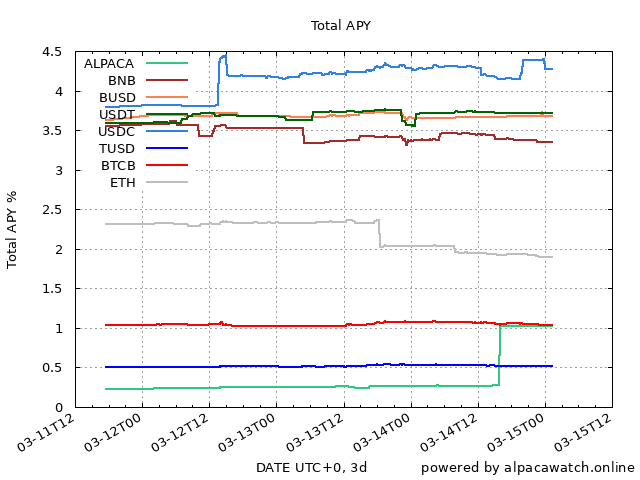 Total APY
Total APY %
4.5
4
3.5
3
2.5
2
1.5
1
0.5
0
ALPACA
BNB
BUSD
USDT
USDC
TUSD
BTCB
ETH
03-11T12
03-12T00
03-12T12
03-13T00
03-13T12
03-14T00
03-14T12
03-15T00
03-15T12
DATE UTC+0, 3d
powered by alpacawatch.online